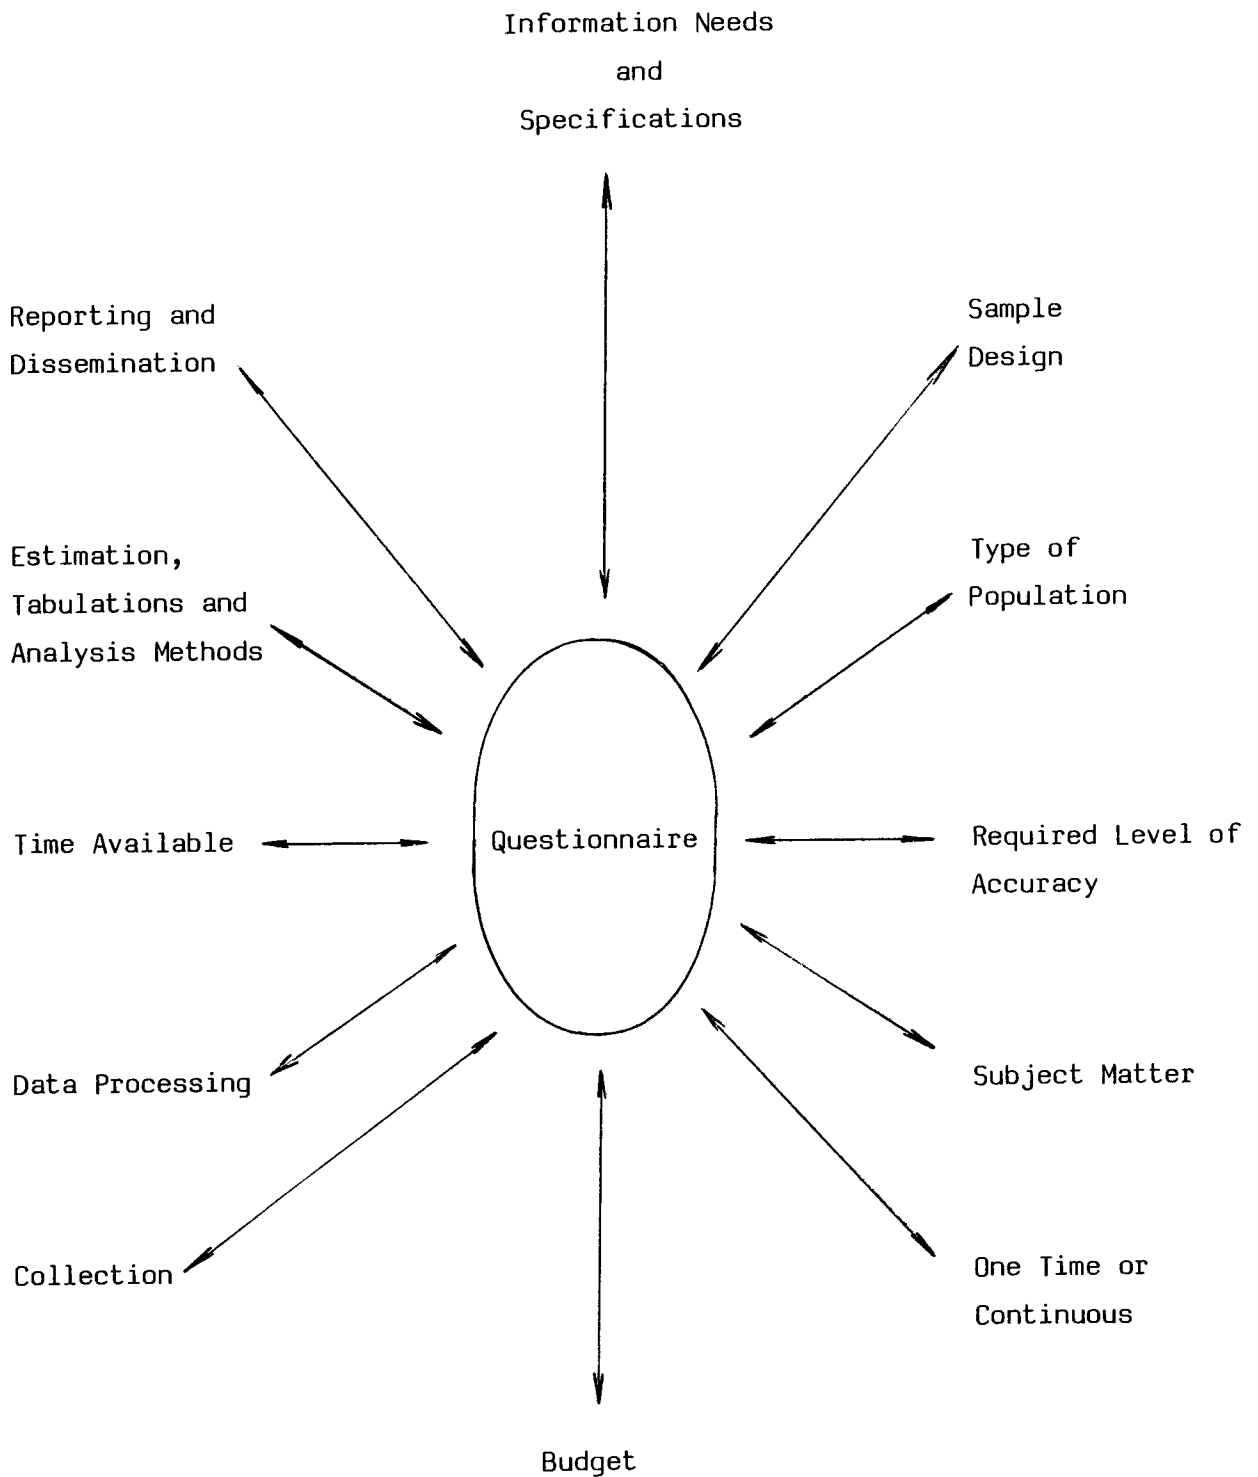 Information Needs
and
Specifications
Reporting and
Dissemination
Sample
Design
Estimation,
Tabulations and
Analysis Methods
Type of
Population
Time Available
Questionnaire
Required Level of
Accuracy
Data Processing
Subject Matter
Collection
One Time or
Continuous
Budget